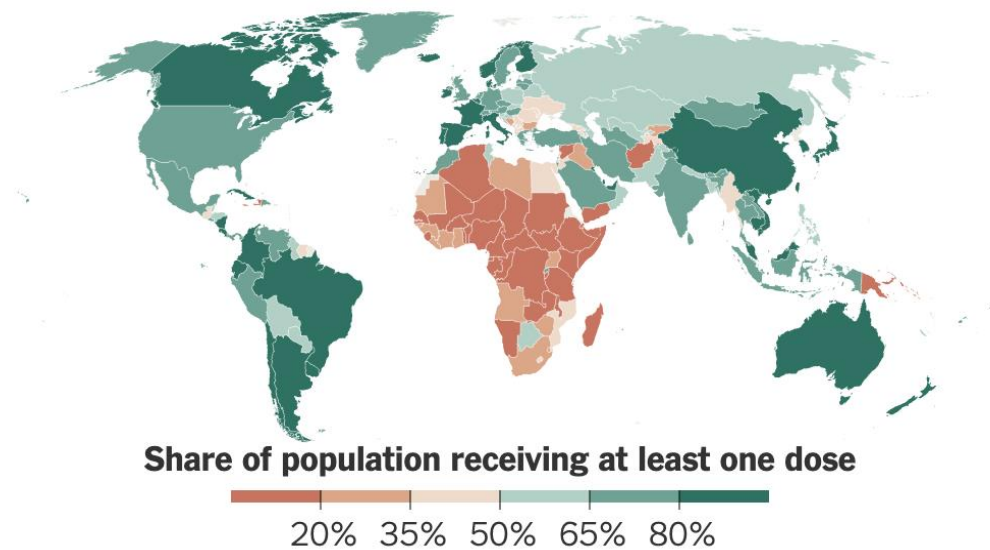 Share of population receiving at least one dose
20% 35% 50% 65% 80%